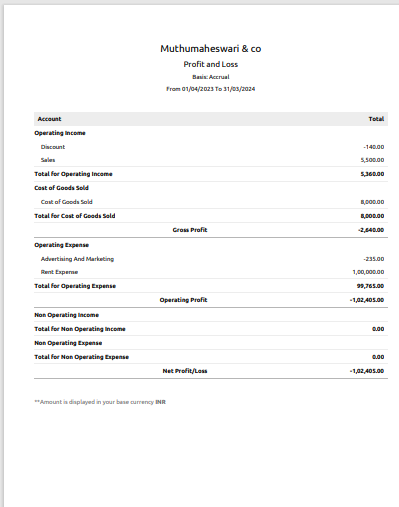 Muthumaheswari & co
Profit and Loss
Basis: Accrual
From 01/04/2023 To 31/03/2024
Account Total
Operating Income
Discount -140.00
Sales 5,500.00
Total for Operating Income 5,360.00
Cost of Goods Sold
Cost of Goods Sold 8,000.00
Total for Cost of Goods Sold 8,000.00
Gross Profit -2,640.00
Operating Expense
Advertising And Marketing -235.00
Rent Expense 1,00,000.00
Total for Operating Expense 99,765.00
Operating Profit -1,02,405.00
Non Operating Income
Total for Non Operating Income 0.00
Non Operating Expense
Total for Non Operating Expense 0.00
Net Profit/Loss -1,02,405.00
**Amount is displayed in your base currency INR